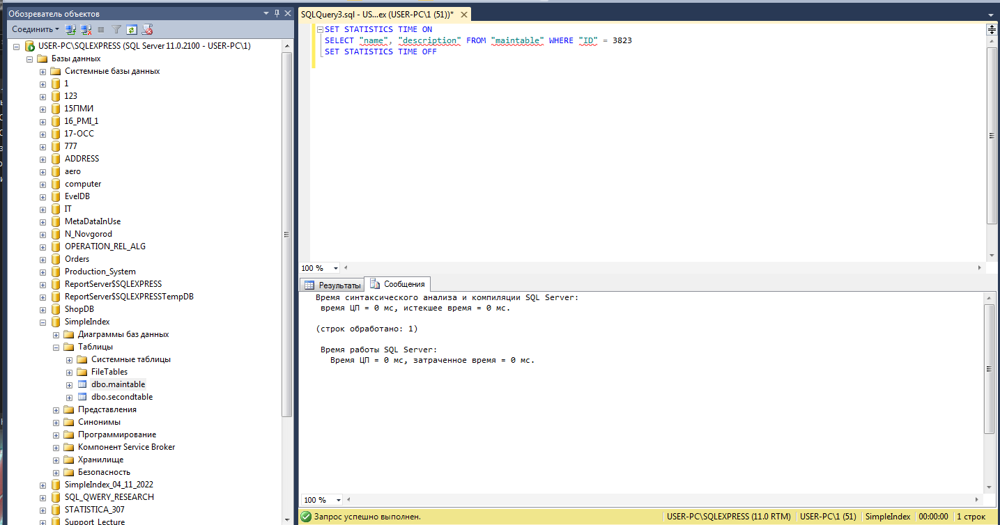 Обозреватель объектов
Соединить
USER-PC\SQLEXPRESS (SQL Server 11.0.2100 - USER-PC\1)
Базы данных
Системные базы данных
1
123
15ПМИ
16_PMI_1
17-ОСС
777
ADDRESS
aero
computer
EvelDB
IT
MetaDataInUse
N_Novgorod
OPERATION_REL_ALG
Orders
Production_System
ReportServer$SQLEXPRESS
ReportServer$SQLEXPRESSTempDB
ShopDB
SimpleIndex
Диаграммы баз данных
Таблицы
Системные таблицы
FileTables
dbo.maintable
dbo.secondtable
Представления
Синонимы
Программирование
Компонент Service Broker
Хранилище
Безопасность
SimpleIndex_04_11_2022
SQL_QWERY_RESEARCH
STATISTICA_307
Support_Lecture
SQLQuery3.sql - US...ex (USER-PC\1 (51))*
SET STATISTICS TIME ON
SELECT "name", "description" FROM "maintable" WHERE "ID" = 3823
SET STATISTICS TIME OFF
100 %
Результаты
Сообщения
Время синтаксического анализа и компиляции SQL Server:
время ЦП = 0 мс, истекшее время = 0 мс.
(строк обработано: 1)
Время работы SQL Server:
Время ЦП = 0 мс, затраченное время = 0 мс.
100 %
Запрос успешно выполнен.
USER-PC\SQLEXPRESS (11.0 RTM)
USER-PC\1 (51)
SimpleIndex
00:00:00
1 строк